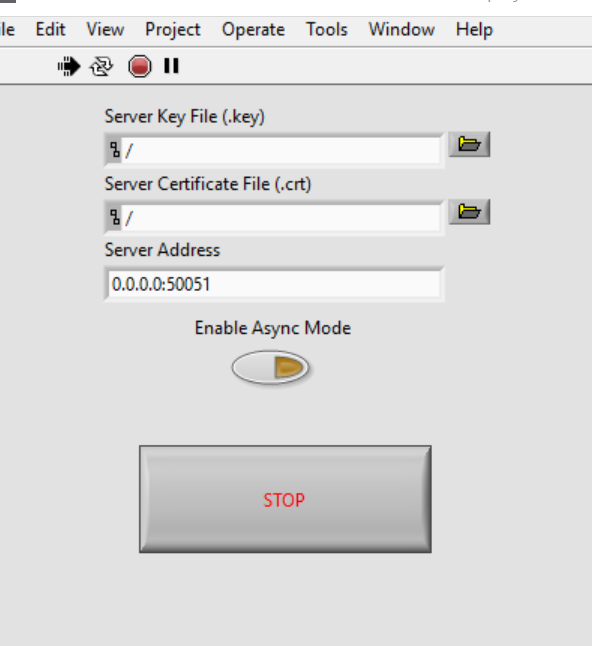 ile Edit View Project Operate Tools Window Help
Server Key File (.key)
/
Server Certificate File (.crt)
/
Server Address
0.0.0.0:50051
Enable Async Mode
STOP